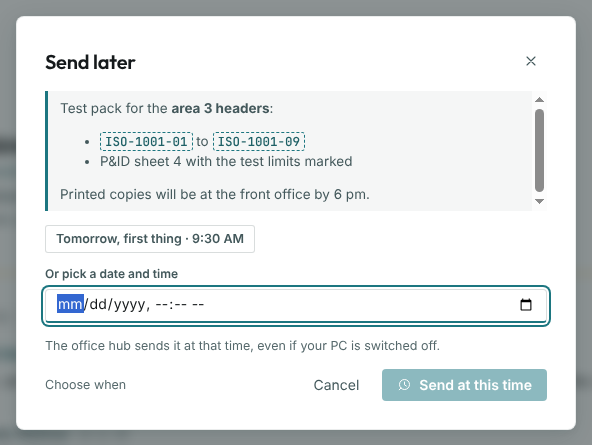 Send later
Test pack for the area 3 headers:
• ISO-1001-01 to ISO-1001-09
• P&ID sheet 4 with the test limits marked
Printed copies will be at the front office by 6 pm.
Tomorrow, first thing · 9:30 AM
Or pick a date and time
mm/dd/yyyy, --:-- --
The office hub sends it at that time, even if your PC is switched off.
Choose when
Cancel
Send at this time